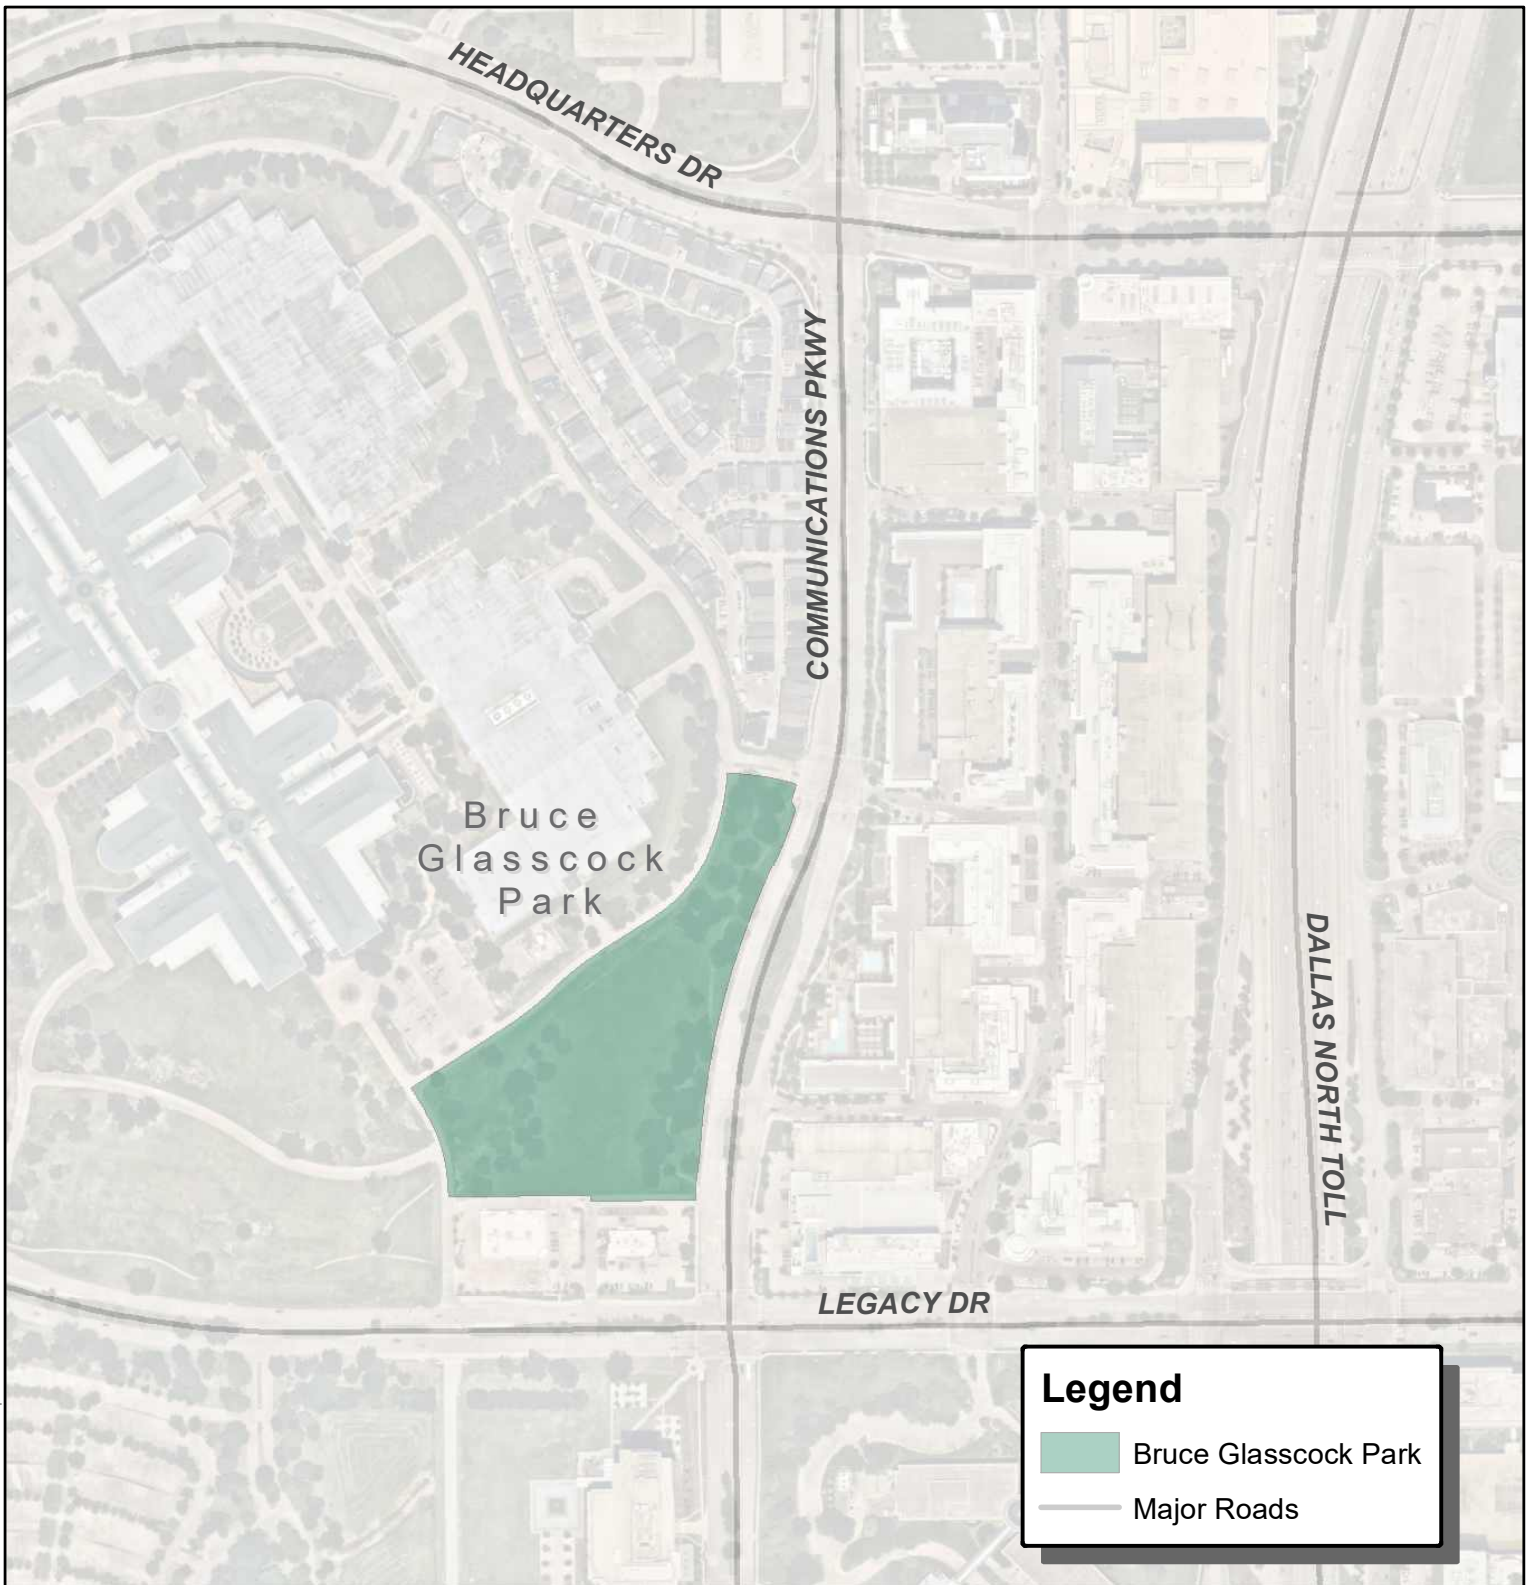 HEADQUARTERS DR
COMMUNICATIONS PKWY
Bruce
Glasscock
Park
DALLAS NORTH TOLL
LEGACY DR
Legend
Bruce Glasscock Park
Major Roads